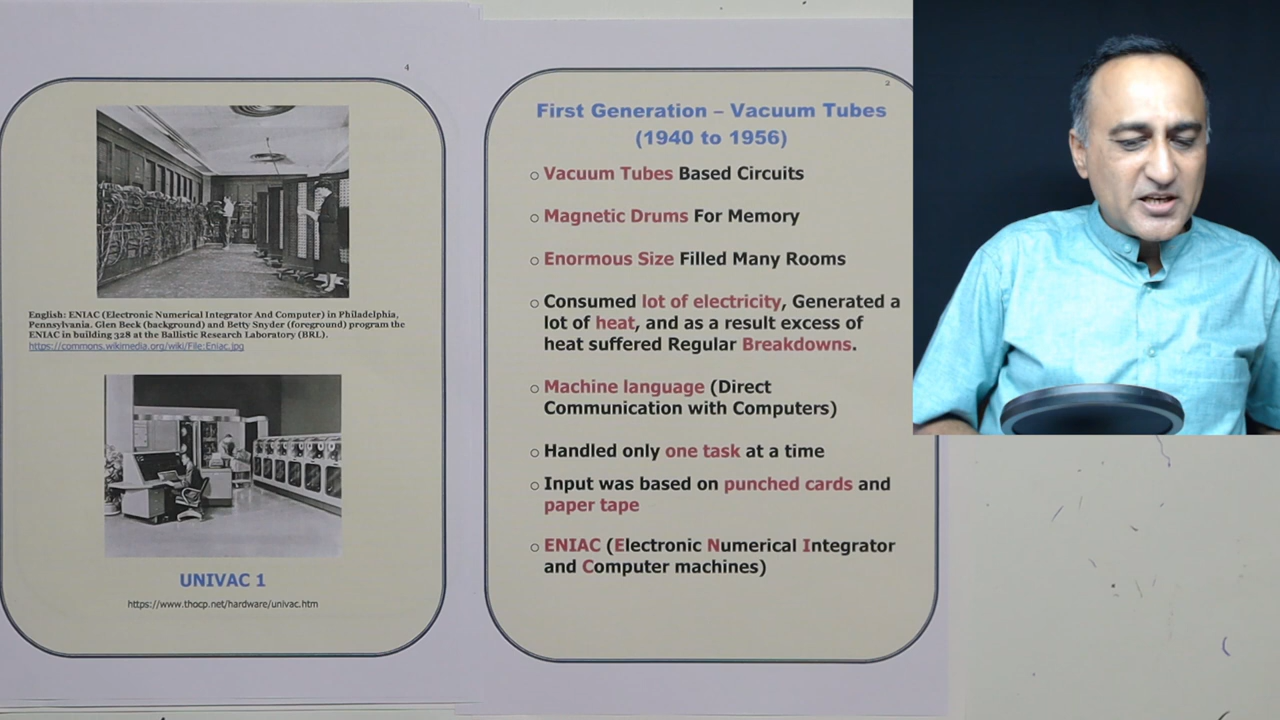 4
English: ENIAC (Electronic Numerical Integrator And Computer) in Philadelphia,
Pennsylvania. Glen Beck (background) and Betty Snyder (foreground) program the
ENIAC in building 328 at the Ballistic Research Laboratory (BRL).
https://commons.wikimedia.org/wiki/File:Eniac.jpg
UNIVAC 1
https://www.thocp.net/hardware/univac.htm
2
First Generation – Vacuum Tubes
(1940 to 1956)
○ Vacuum Tubes Based Circuits
○ Magnetic Drums For Memory
○ Enormous Size Filled Many Rooms
○ Consumed lot of electricity, Generated a
lot of heat, and as a result excess of
heat suffered Regular Breakdowns.
○ Machine language (Direct
Communication with Computers)
○ Handled only one task at a time
○ Input was based on punched cards and
paper tape
○ ENIAC (Electronic Numerical Integrator
and Computer machines)